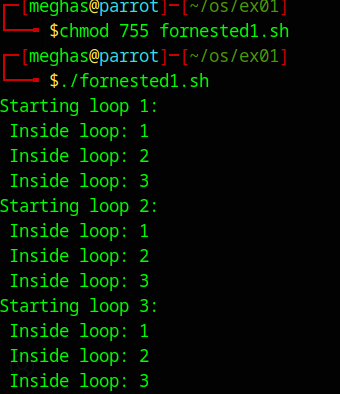 ┌─[meghas@parrot]─[~/os/ex01]
└──╼ $chmod 755 fornested1.sh
┌─[meghas@parrot]─[~/os/ex01]
└──╼ $./fornested1.sh
Starting loop 1:
 Inside loop: 1
 Inside loop: 2
 Inside loop: 3
Starting loop 2:
 Inside loop: 1
 Inside loop: 2
 Inside loop: 3
Starting loop 3:
 Inside loop: 1
 Inside loop: 2
 Inside loop: 3